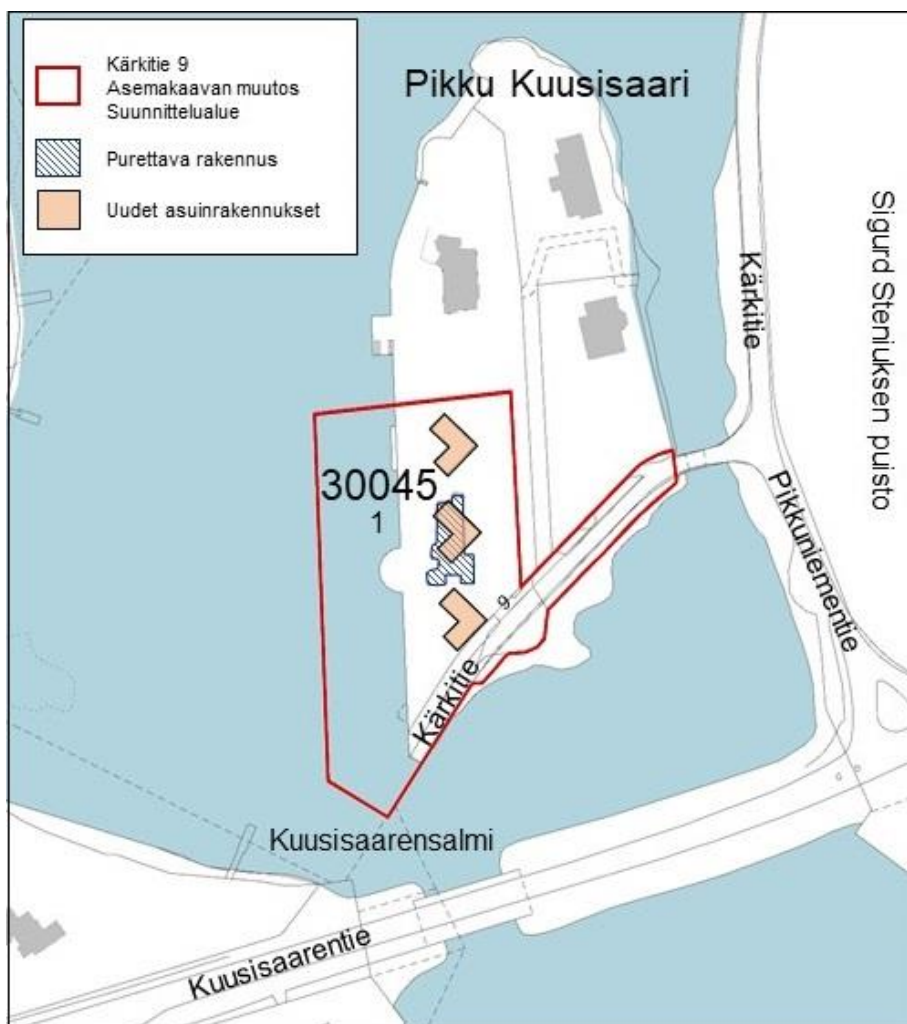 Kärkitie 9
Asemakaavan muutos
Suunnittelualue
Purettava rakennus
Uudet asuinrakennukset
Pikku Kuusisaari
Sigurd Steniuksen puisto
Kärkitie
30045
1
Pikkuniementie
9
Kärkitie
Kuusisaarensalmi
Kuusisaarentie